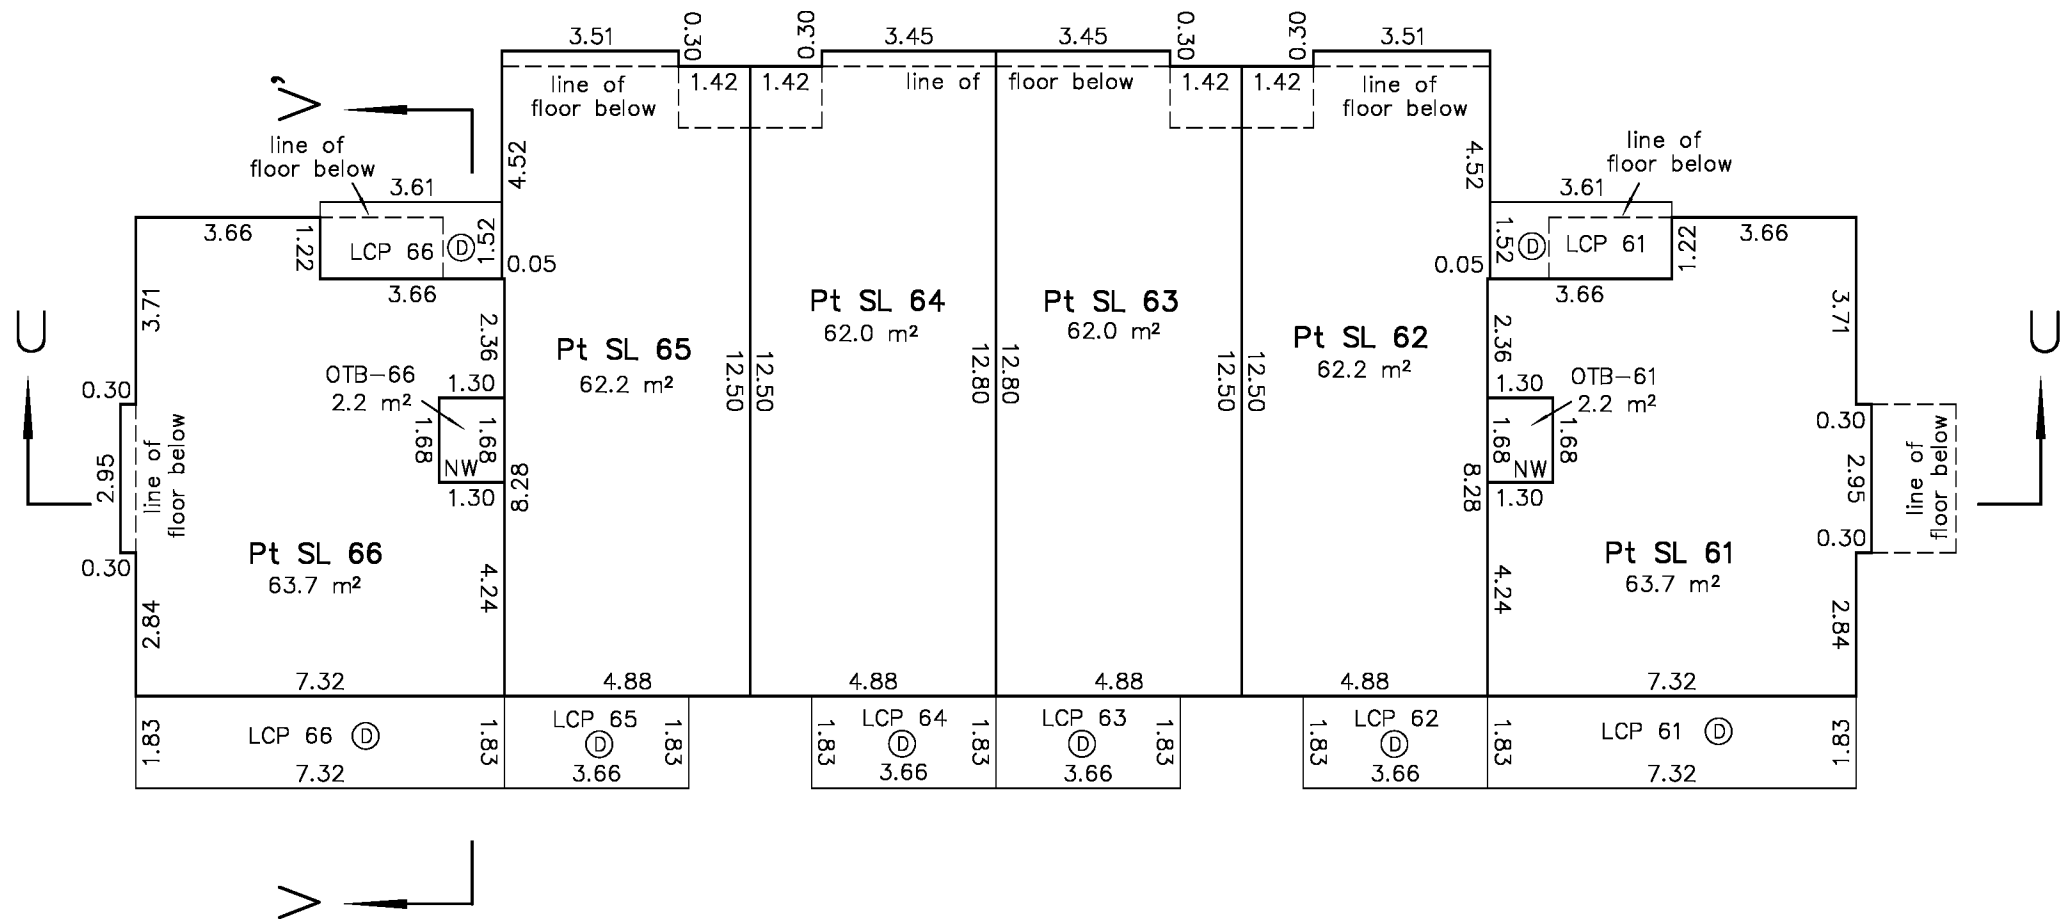 3.51
0.30
0.30
3.45
3.45
0.30
0.30
3.51
line of
floor below
1.42
1.42
line of
floor below
1.42
1.42
line of
floor below
V'
line of
floor below
4.52
4.52
line of
floor below
3.61
3.61
3.66
1.22
LCP 66
D
1.52
0.05
0.05
1.52
D
LCP 61
1.22
3.66
3.66
3.66
3.71
Pt SL 65
62.2 m²
Pt SL 64
62.0 m²
Pt SL 63
62.0 m²
Pt SL 62
62.2 m²
3.71
U
U
2.36
2.36
12.50
12.50
12.80
12.80
12.50
12.50
OTB-66
2.2 m²
1.30
1.30
OTB-61
2.2 m²
0.30
0.30
line of
floor below
2.95
1.68
1.68
NW
1.30
8.28
8.28
1.68
NW
1.68
1.30
2.95
line of
floor below
0.30
0.30
Pt SL 66
63.7 m²
Pt SL 61
63.7 m²
2.84
4.24
4.24
2.84
7.32
4.88
4.88
4.88
4.88
7.32
1.83
LCP 66 D
1.83
7.32
LCP 65
D
3.66
1.83
1.83
LCP 64
D
3.66
1.83
LCP 63
D
3.66
1.83
1.83
LCP 62
D
3.66
1.83
LCP 61 D
7.32
1.83
V